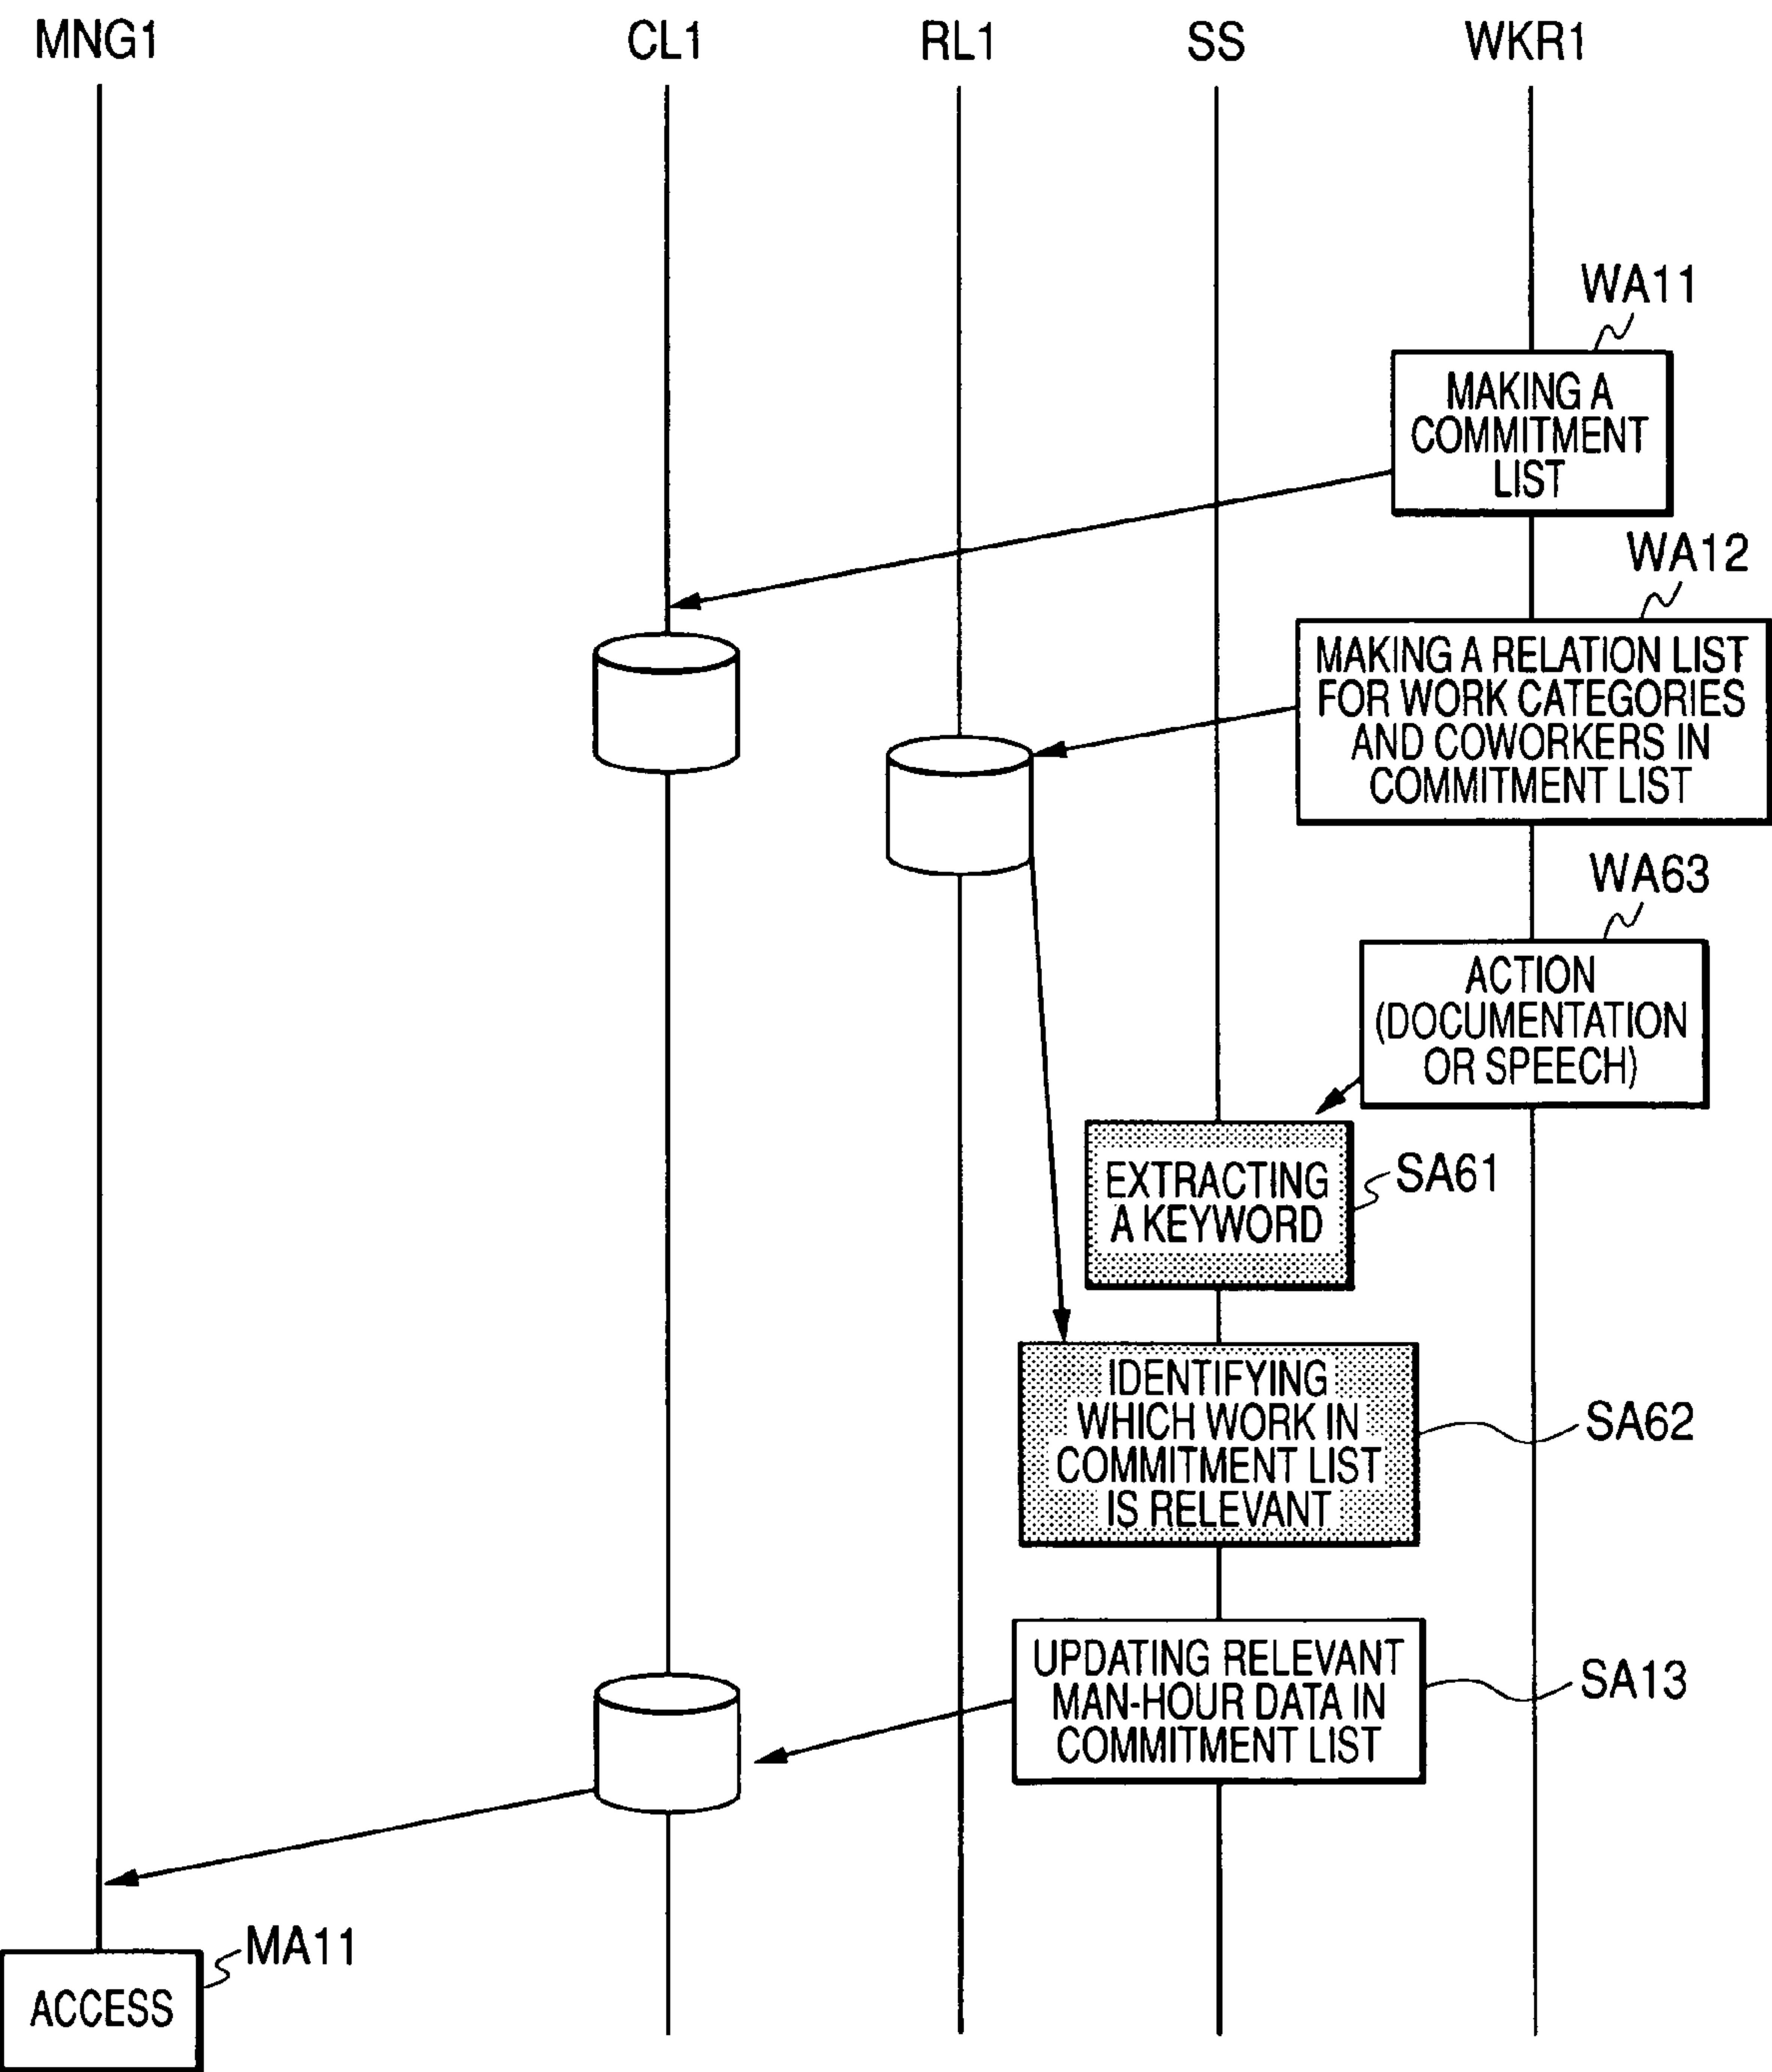 MNG1 CL1 RL1 SS WKR1
WA11
MAKING A
COMMITMENT
LIST
WA12
MAKING A RELATION LIST
FOR WORK CATEGORIES
AND COWORKERS IN
COMMITMENT LIST
WA63
ACTION
(DOCUMENTATION
OR SPEECH)
EXTRACTING
A KEYWORD
SA61
IDENTIFYING
WHICH WORK IN
COMMITMENT LIST
IS RELEVANT
SA62
UPDATING RELEVANT
MAN-HOUR DATA IN
COMMITMENT LIST
SA13
MA11
ACCESS